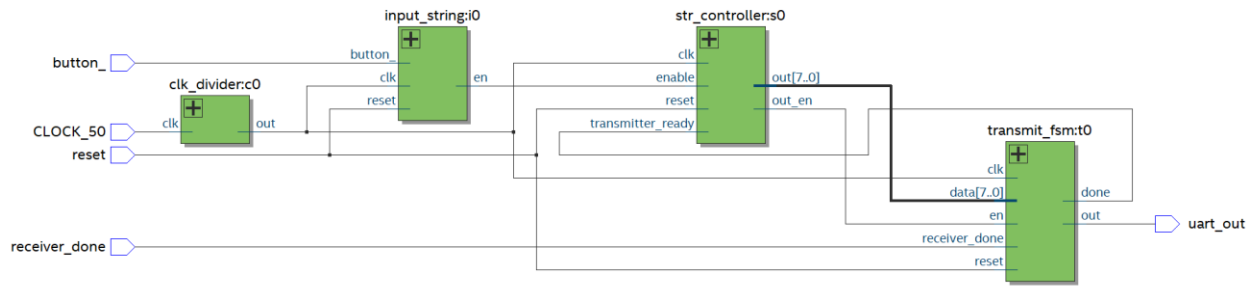 input_string:i0
str_controller:s0
button_
button_
clk
clk
enable
out[7..0]
clk_divider:c0
clk
en
reset
reset
out_en
CLOCK_50
clk
out
transmitter_ready
transmit_fsm:t0
reset
clk
data[7..0]
done
en
out
uart_out
receiver_done
receiver_done
reset